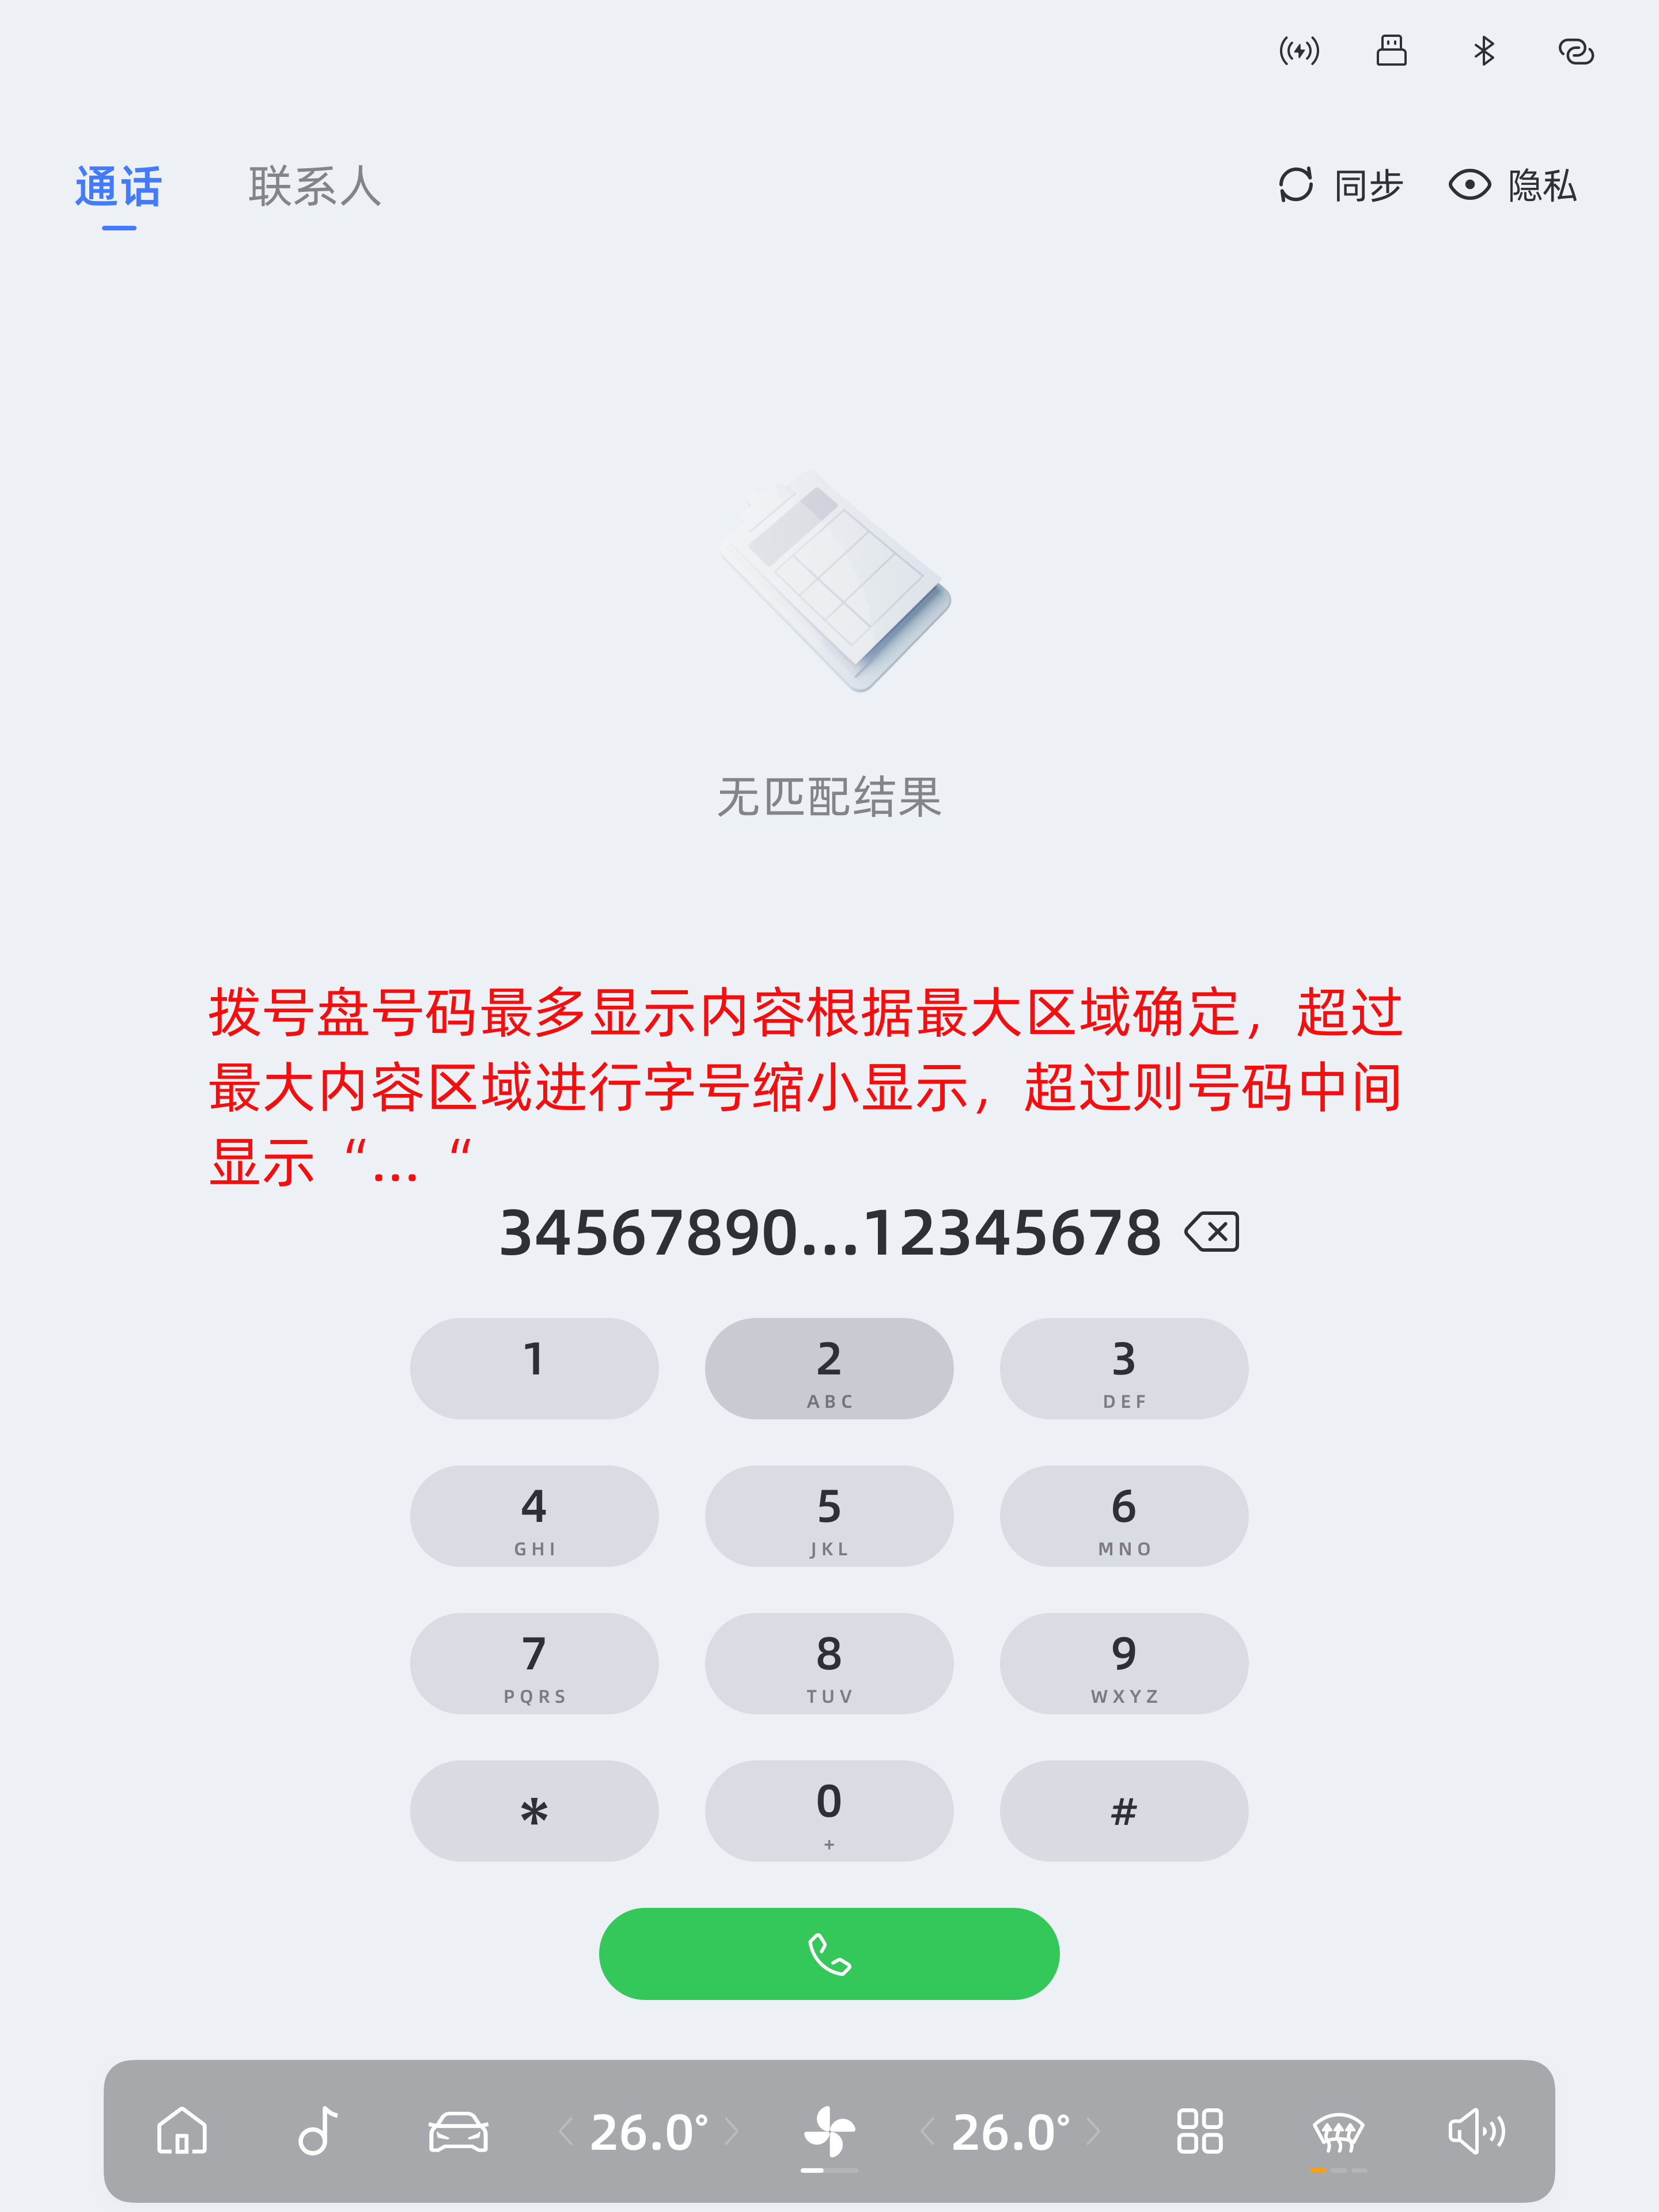 通话 联系人 同步 隐私
无匹配结果
拨号盘号码最多显示内容根据最大区域确定，超过
最大内容区域进行字号缩小显示，超过则号码中间
显示“...“
34567890...12345678
1 2 3
ABC DEF
4 5 6
GHI JKL MNO
7 8 9
PQRS TUV WXYZ
* 0 #
+
26.0° 26.0°